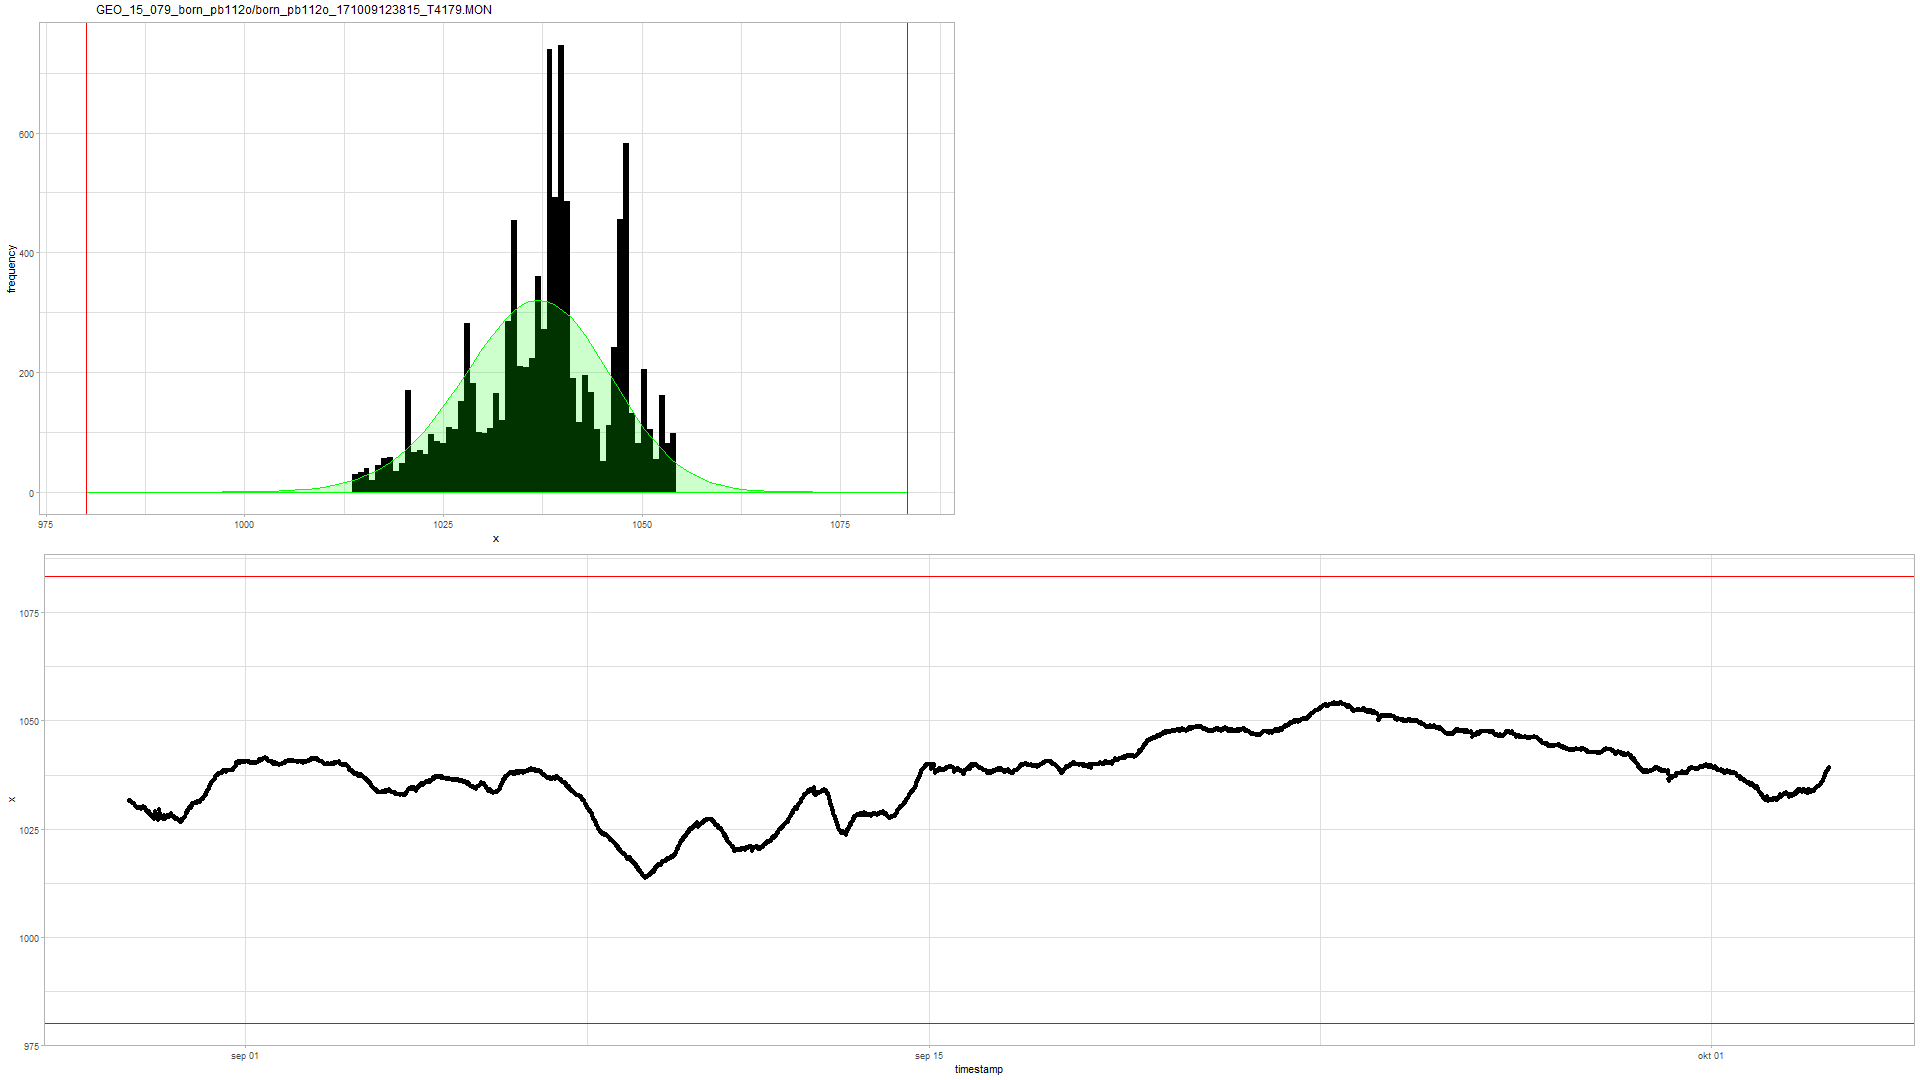 GEO_15_079_born_pb112o/born_pb112o_171009123815_T4179.MON
frequency
600
400
200
0
975 1000 1025 1050 1075
x
x
1075
1050
1025
1000
975
sep 01 sep 15 okt 01
timestamp